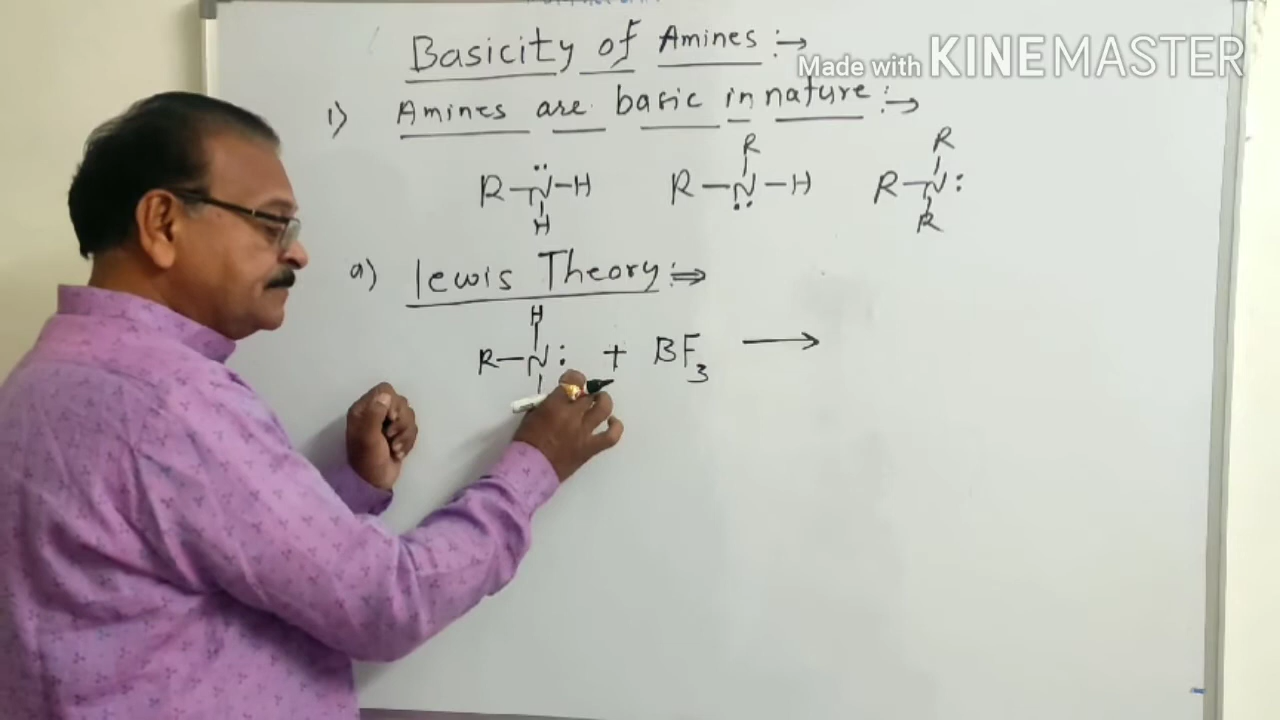 Basicity of Amines :→
Made with KINEMASTER
1) Amines are basic in nature :→
R
R
R–N̈–H R–N–H R–N:
H
R
a) lewis Theory :⇒
H
R–N: + BF₃ ⟶